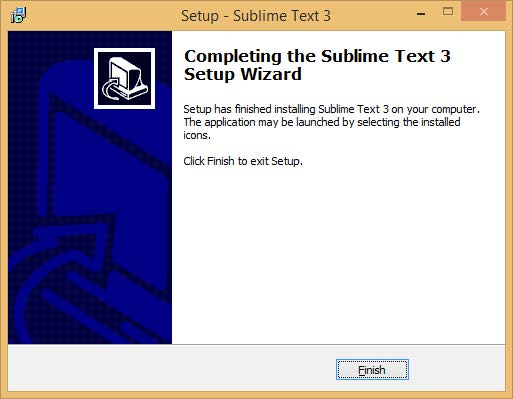 Setup - Sublime Text 3
Completing the Sublime Text 3
Setup Wizard
Setup has finished installing Sublime Text 3 on your computer.
The application may be launched by selecting the installed
icons.
Click Finish to exit Setup.
Finish